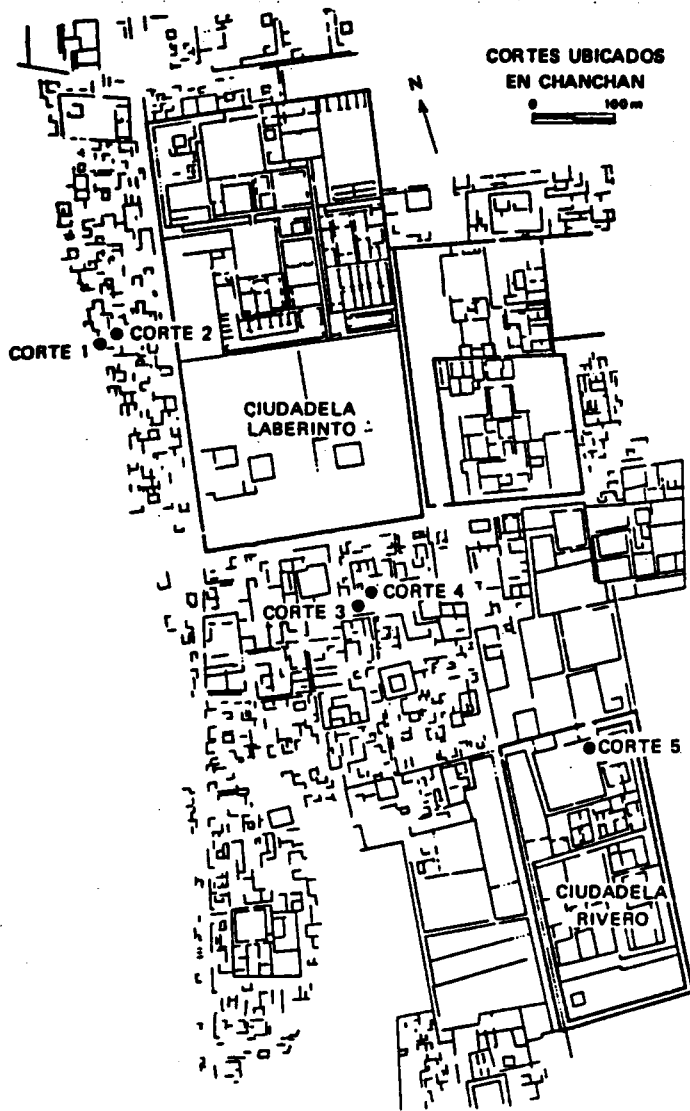 CORTES UBICADOS
EN CHANCHAN
N
0 100 m
CORTE 2
CORTE 1
CIUDADELA
LABERINTO
CORTE 4
CORTE 3
CORTE 5
CIUDADELA
RIVERO